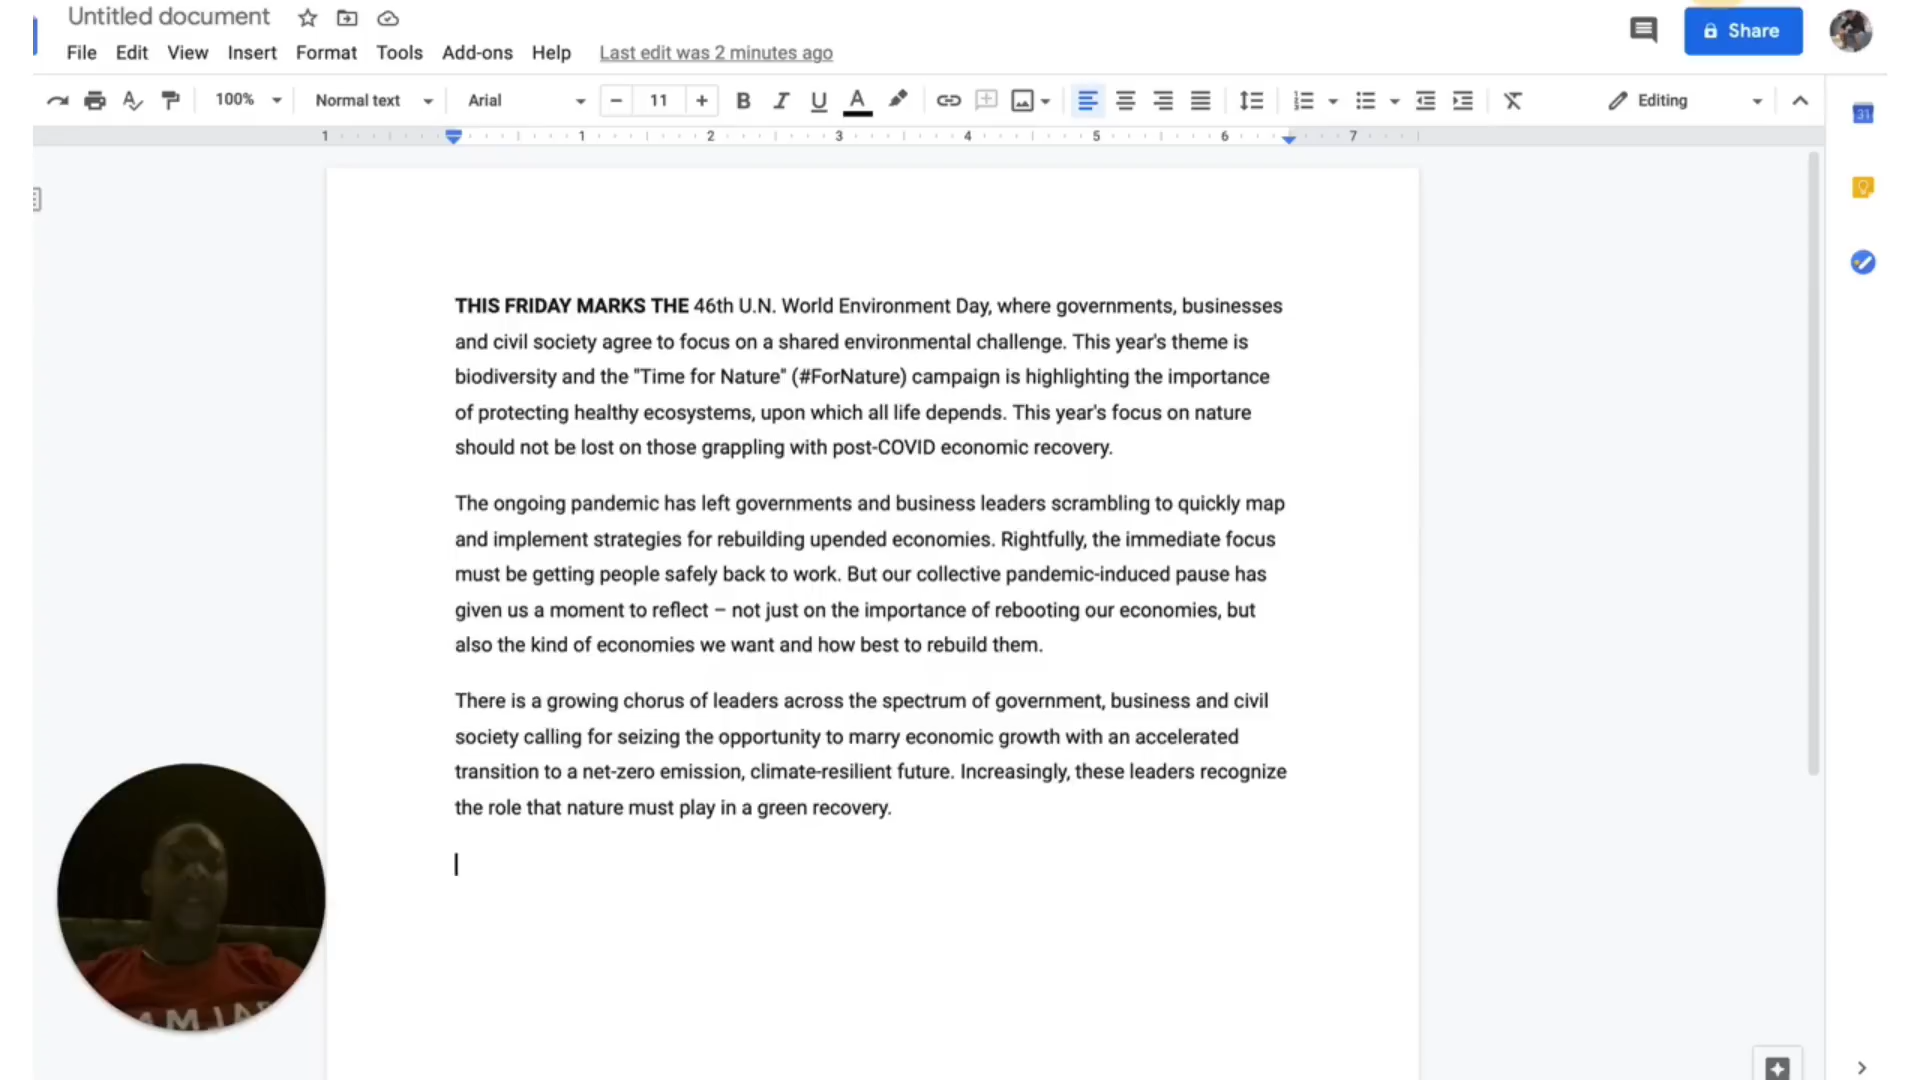 Untitled document
Share
File Edit View Insert Format Tools Add-ons Help Last edit was 2 minutes ago
100% Normal text Arial − 11 + B I U A Editing
31
1 1 2 3 4 5 6 7
THIS FRIDAY MARKS THE 46th U.N. World Environment Day, where governments, businesses
and civil society agree to focus on a shared environmental challenge. This year's theme is
biodiversity and the "Time for Nature" (#ForNature) campaign is highlighting the importance
of protecting healthy ecosystems, upon which all life depends. This year's focus on nature
should not be lost on those grappling with post-COVID economic recovery.
The ongoing pandemic has left governments and business leaders scrambling to quickly map
and implement strategies for rebuilding upended economies. Rightfully, the immediate focus
must be getting people safely back to work. But our collective pandemic-induced pause has
given us a moment to reflect – not just on the importance of rebooting our economies, but
also the kind of economies we want and how best to rebuild them.
There is a growing chorus of leaders across the spectrum of government, business and civil
society calling for seizing the opportunity to marry economic growth with an accelerated
transition to a net-zero emission, climate-resilient future. Increasingly, these leaders recognize
the role that nature must play in a green recovery.